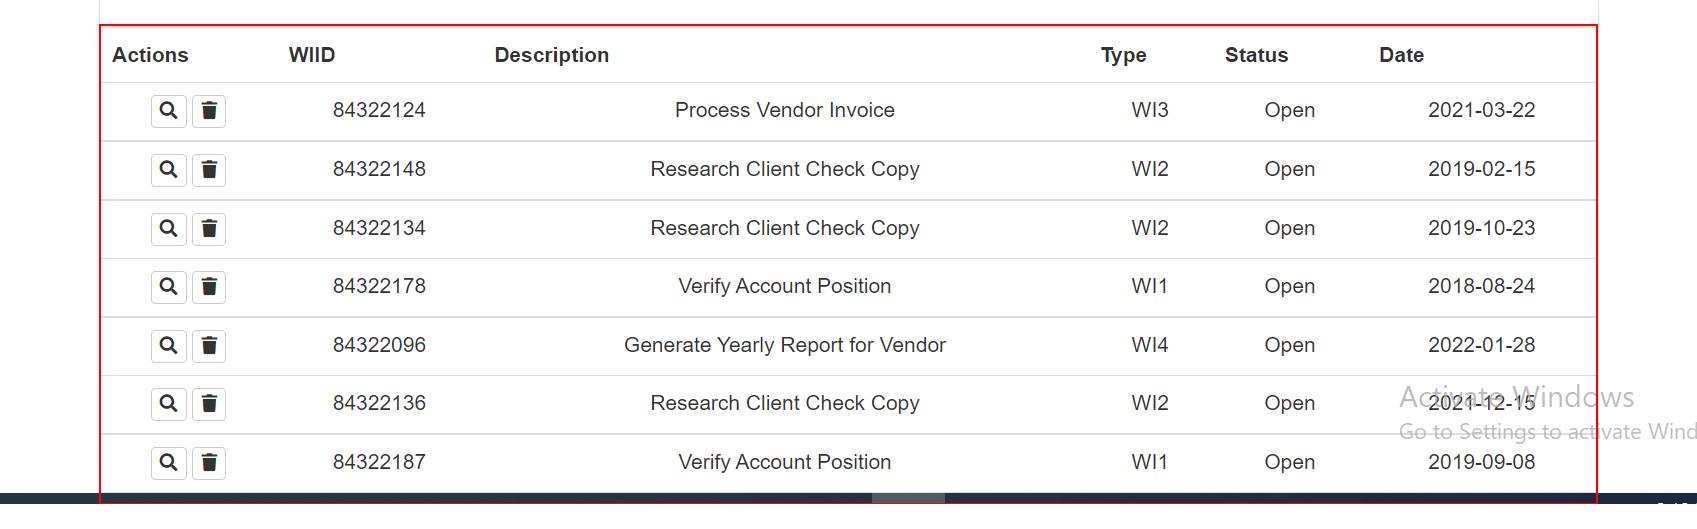 Actions WIID Description Type Status Date
84322124 Process Vendor Invoice WI3 Open 2021-03-22
84322148 Research Client Check Copy WI2 Open 2019-02-15
84322134 Research Client Check Copy WI2 Open 2019-10-23
84322178 Verify Account Position WI1 Open 2018-08-24
84322096 Generate Yearly Report for Vendor WI4 Open 2022-01-28
84322136 Research Client Check Copy WI2 Open 2021-12-15
Activate Windows
Go to Settings to activate Wind
84322187 Verify Account Position WI1 Open 2019-09-08